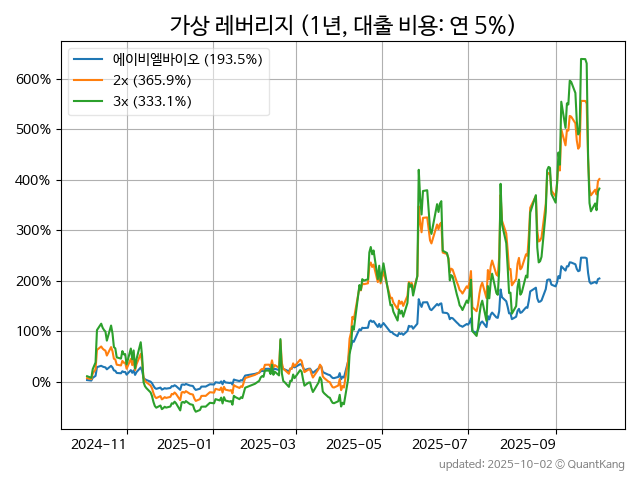 가상 레버리지 (1년, 대출 비용: 연 5%)
에이비엘바이오 (193.5%)
2x (365.9%)
3x (333.1%)
600%
500%
400%
300%
200%
100%
0%
2024-11 2025-01 2025-03 2025-05 2025-07 2025-09
updated: 2025-10-02 © QuantKang